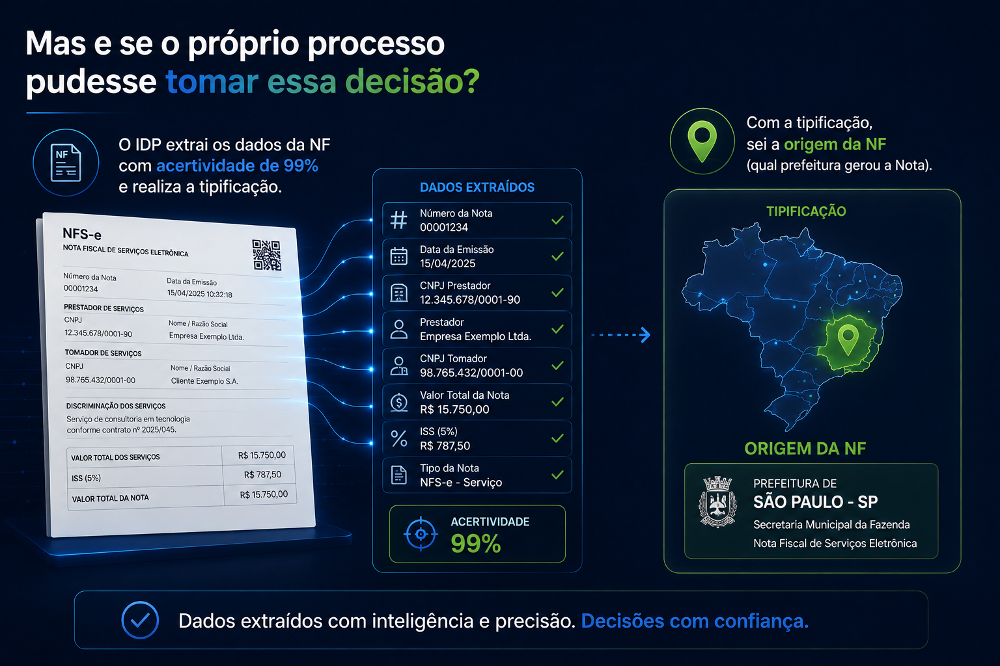 Mas e se o próprio processo
pudesse tomar essa decisão?
NF
O IDP extrai os dados da NF
com acertividade de 99%
e realiza a tipificação.
NFS-e
NOTA FISCAL DE SERVIÇOS ELETRÔNICA
Número da Nota
00001234
Data da Emissão
15/04/2025 10:32:18
PRESTADOR DE SERVIÇOS
CNPJ
12.345.678/0001-90
Nome / Razão Social
Empresa Exemplo Ltda.
TOMADOR DE SERVIÇOS
CNPJ
98.765.432/0001-00
Nome / Razão Social
Cliente Exemplo S.A.
DISCRIMINAÇÃO DOS SERVIÇOS
Serviço de consultoria em tecnologia
conforme contrato nº 2025/045.
VALOR TOTAL DOS SERVIÇOS R$ 15.750,00
ISS (5%) R$ 787,50
VALOR TOTAL DA NOTA R$ 15.750,00
DADOS EXTRAÍDOS
Número da Nota
00001234
Data da Emissão
15/04/2025
CNPJ Prestador
12.345.678/0001-90
Prestador
Empresa Exemplo Ltda.
CNPJ Tomador
98.765.432/0001-00
Valor Total da Nota
R$ 15.750,00
ISS (5%)
R$ 787,50
Tipo da Nota
NFS-e - Serviço
ACERTIVIDADE
99%
Com a tipificação,
sei a origem da NF
(qual prefeitura gerou a Nota).
TIPIFICAÇÃO
ORIGEM DA NF
PREFEITURA DE
SÃO PAULO - SP
Secretaria Municipal da Fazenda
Nota Fiscal de Serviços Eletrônica
Dados extraídos com inteligência e precisão. Decisões com confiança.